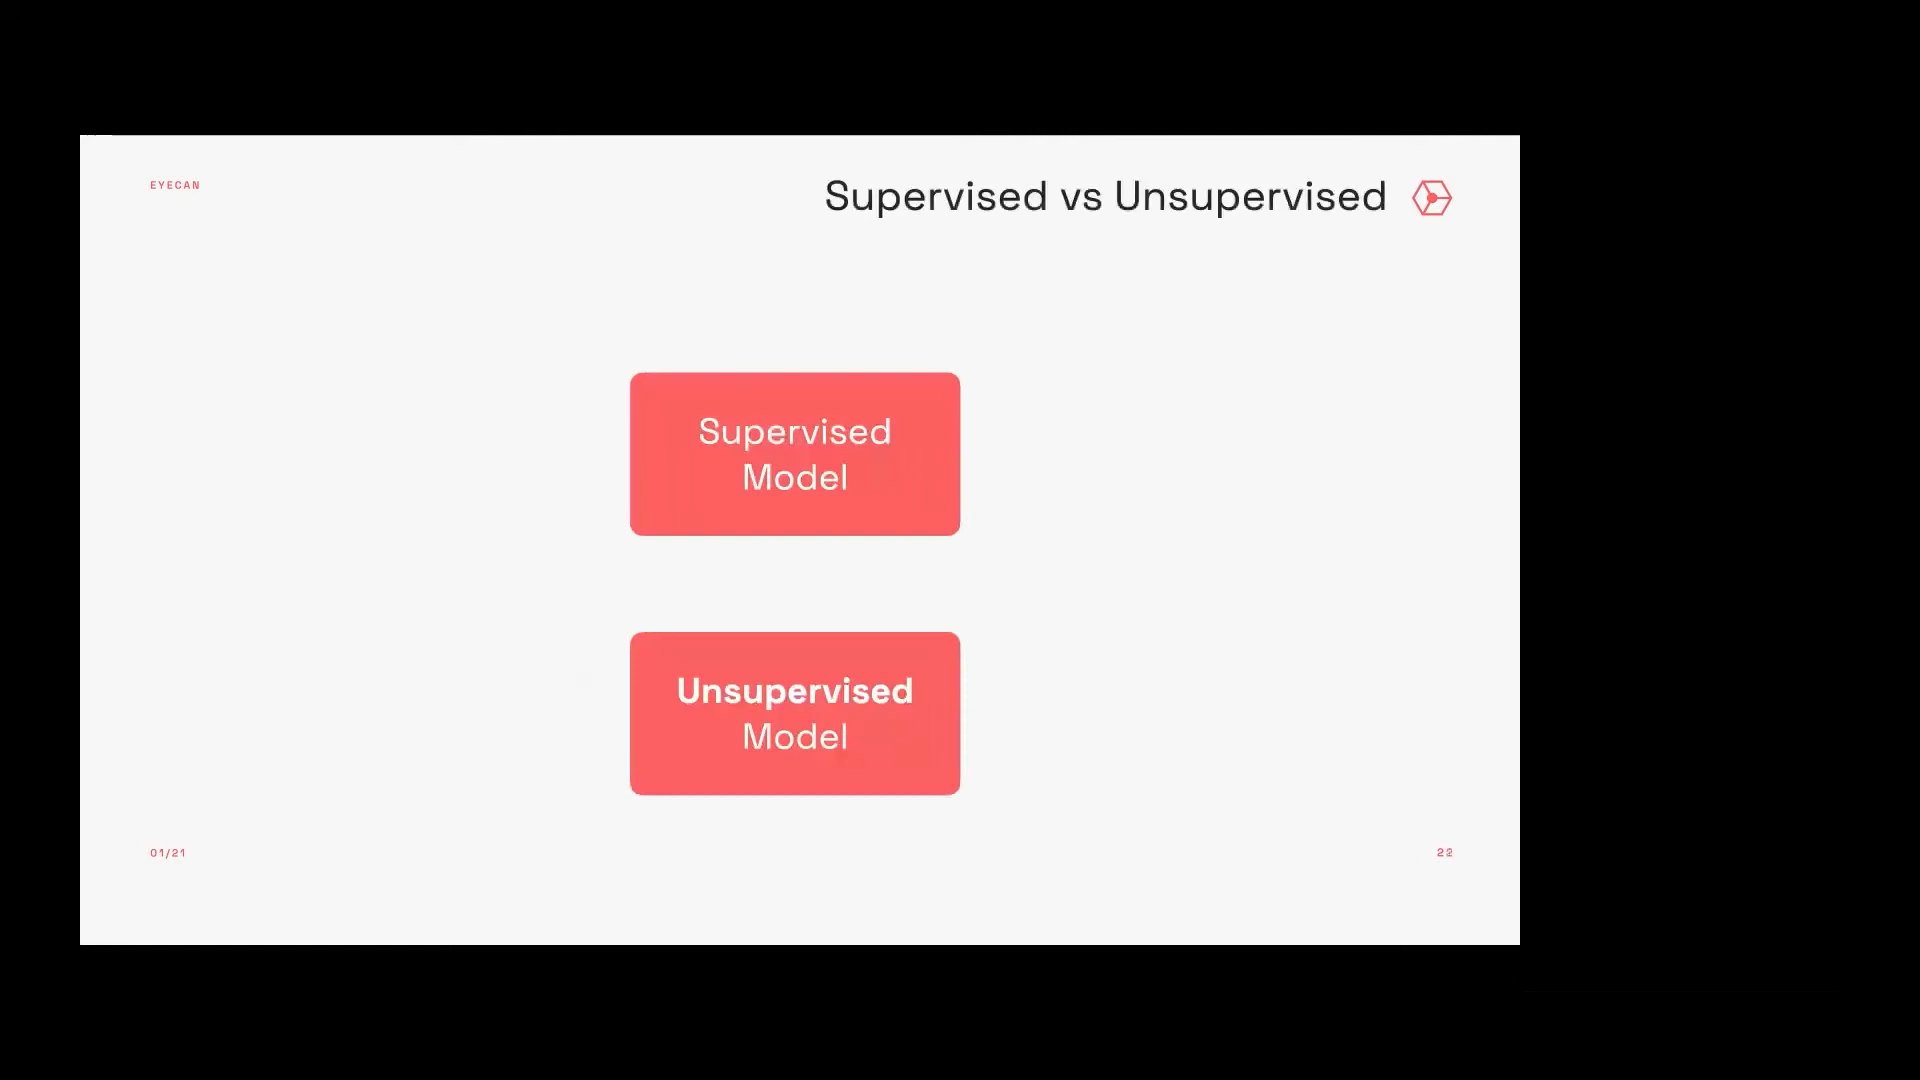 EYECAN
Supervised vs Unsupervised
Supervised
Model
Unsupervised
Model
01/21
22